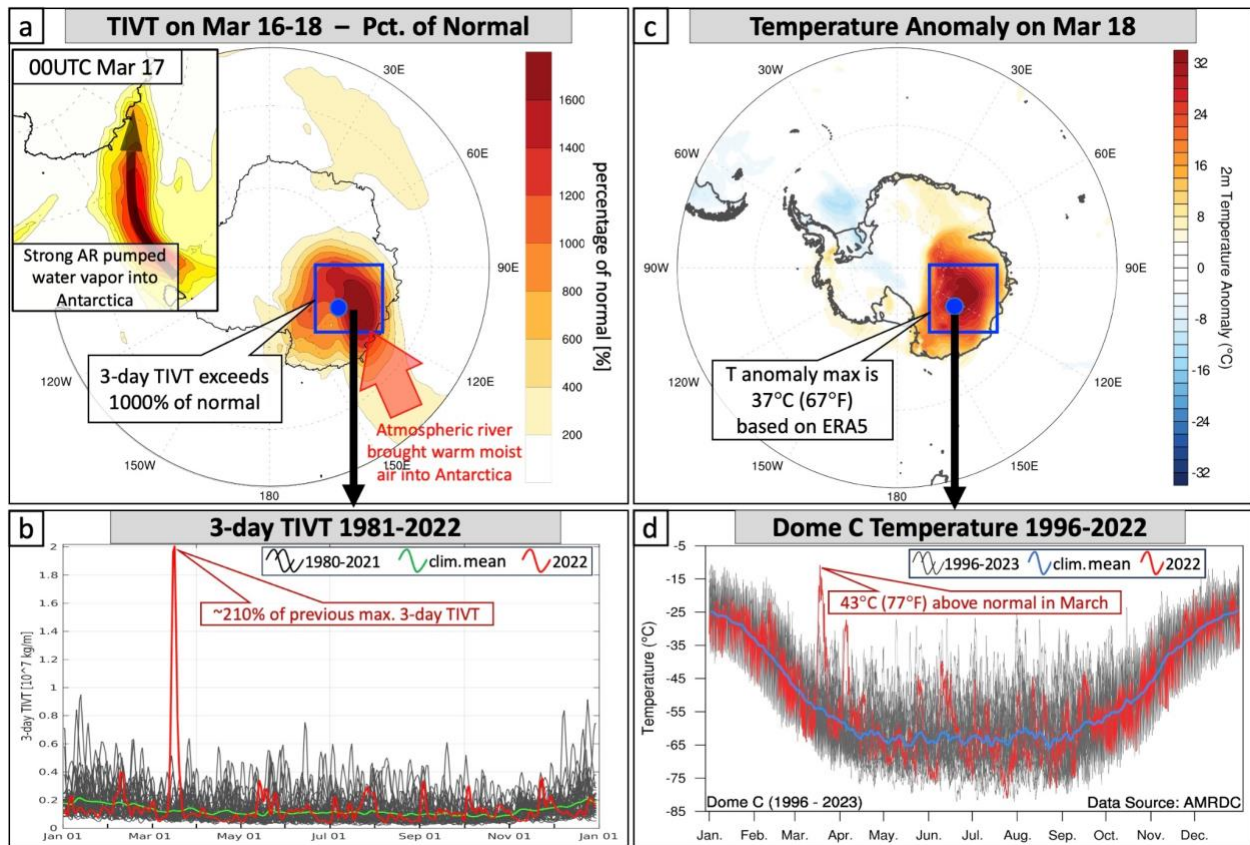 a
TIVT on Mar 16-18 – Pct. of Normal
00UTC Mar 17
Strong AR pumped
water vapor into
Antarctica
30E
60E
90E
120E
150E
180
150W
120W
3-day TIVT exceeds
1000% of normal
Atmospheric river
brought warm moist
air into Antarctica
1600
1400
1200
1000
800
600
400
200
percentage of normal [%]
c
Temperature Anomaly on Mar 18
30W
30E
60W
60E
90W
90E
120W
120E
150W
150E
180
T anomaly max is
37°C (67°F)
based on ERA5
32
24
16
8
0
-8
-16
-24
-32
2m Temperature Anomaly (°C)
b
3-day TIVT 1981-2022
1980-2021
clim.mean
2022
~210% of previous max. 3-day TIVT
3-day TIVT [10^7 kg/m]
2
1.8
1.6
1.4
1.2
1
0.8
0.6
0.4
0.2
0
Jan 01
Mar 01
May 01
Jul 01
Sep 01
Nov 01
Jan 01
d
Dome C Temperature 1996-2022
1996-2023
clim.mean
2022
43°C (77°F) above normal in March
Temperature (°C)
-5
-15
-25
-35
-45
-55
-65
-75
-85
Dome C (1996 - 2023)
Data Source: AMRDC
Jan.
Feb.
Mar.
Apr.
May.
Jun.
Jul.
Aug.
Sep.
Oct.
Nov.
Dec.